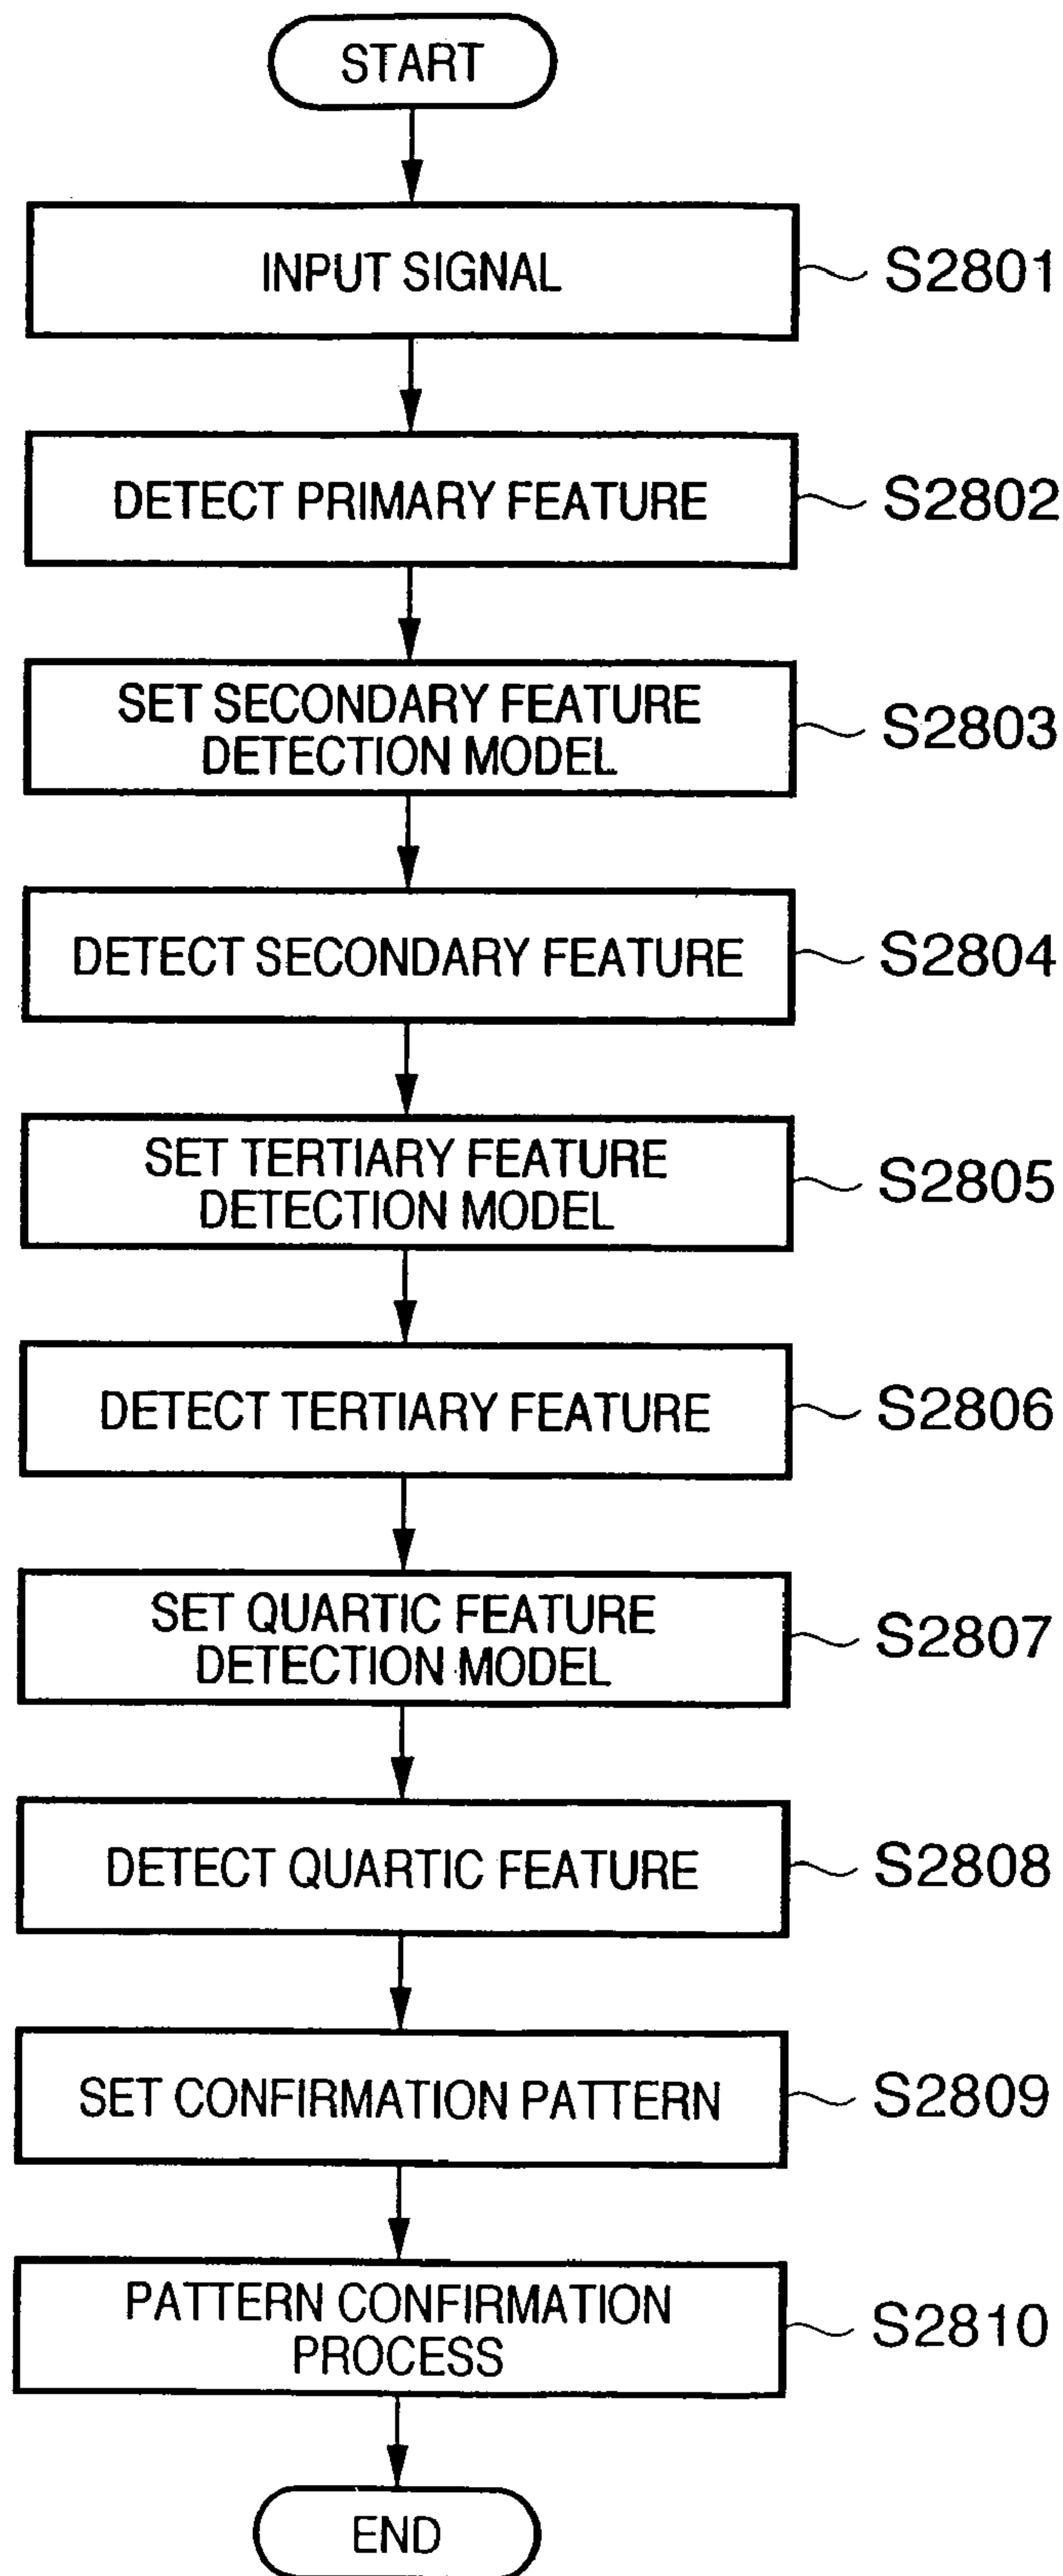 START
INPUT SIGNAL
S2801
DETECT PRIMARY FEATURE
S2802
SET SECONDARY FEATURE
DETECTION MODEL
S2803
DETECT SECONDARY FEATURE
S2804
SET TERTIARY FEATURE
DETECTION MODEL
S2805
DETECT TERTIARY FEATURE
S2806
SET QUARTIC FEATURE
DETECTION MODEL
S2807
DETECT QUARTIC FEATURE
S2808
SET CONFIRMATION PATTERN
S2809
PATTERN CONFIRMATION
PROCESS
S2810
END